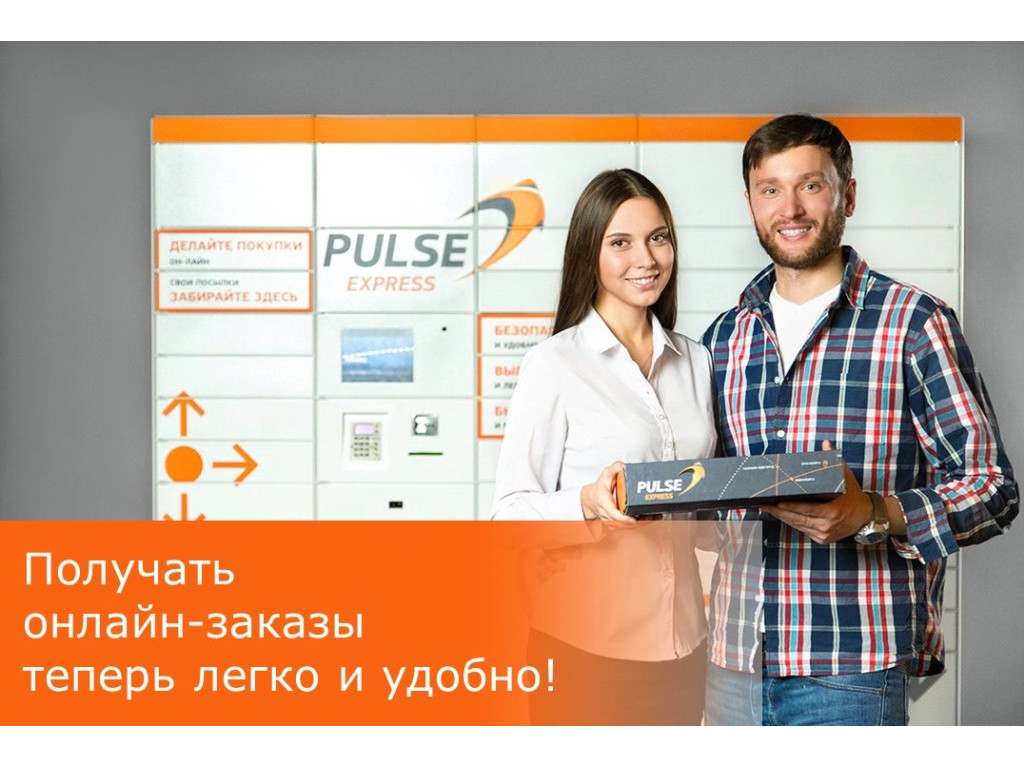 ДЕЛАЙТЕ ПОКУПКИ
ОН-ЛАЙН
СВОИ ПОСЫЛКИ
ЗАБИРАЙТЕ ЗДЕСЬ
PULSE
EXPRESS
PULSE
EXPRESS
Получать
онлайн-заказы
теперь легко и удобно!